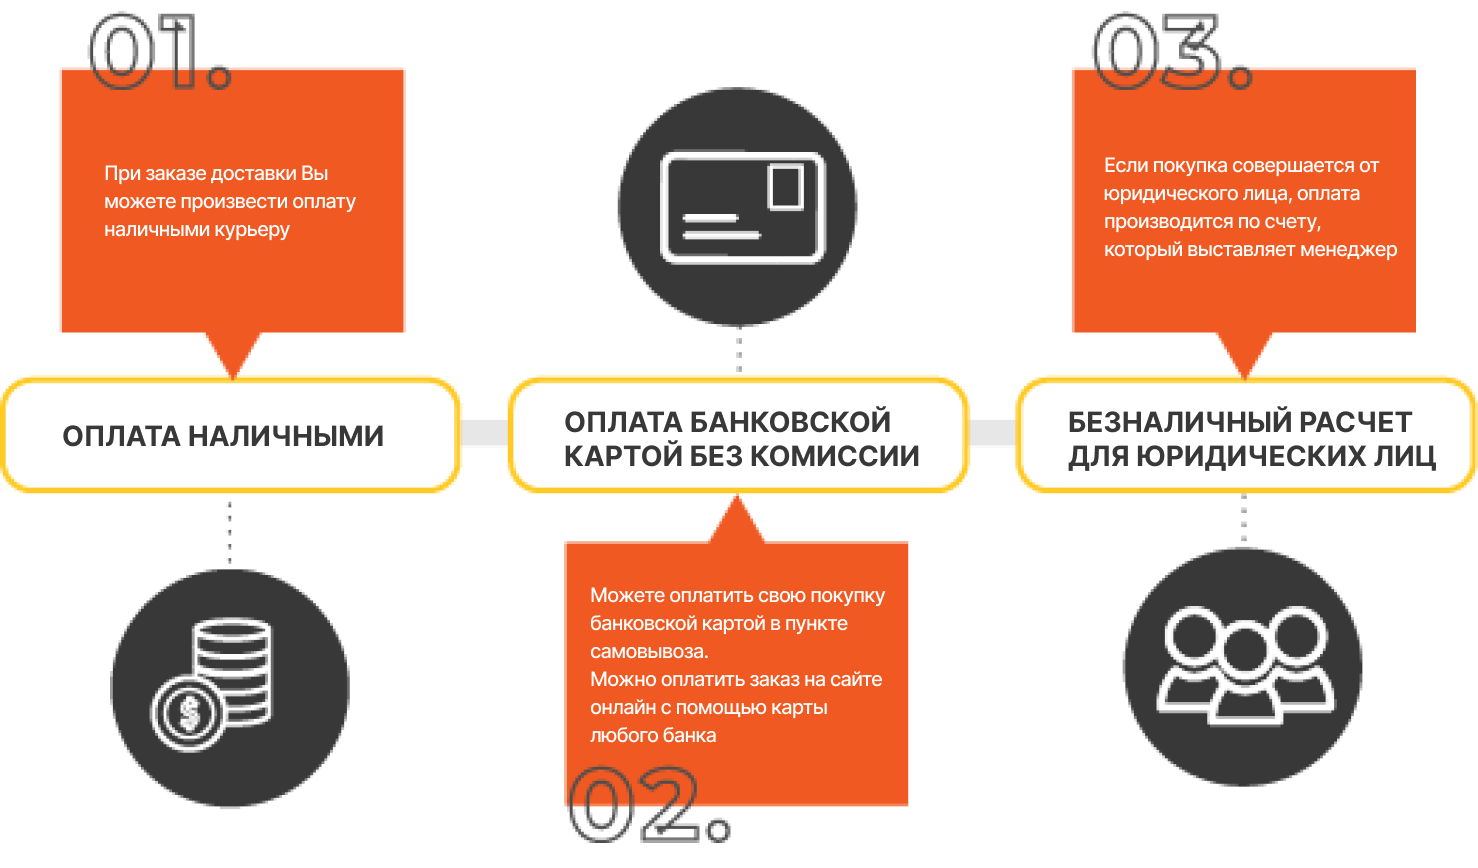 01.
При заказе доставки Вы
можете произвести оплату
наличными курьеру
ОПЛАТА НАЛИЧНЫМИ
ОПЛАТА БАНКОВСКОЙ
КАРТОЙ БЕЗ КОМИССИИ
Можете оплатить свою покупку
банковской картой в пункте
самовывоза.
Можно оплатить заказ на сайте
онлайн с помощью карты
любого банка
02.
03.
Если покупка совершается от
юридического лица, оплата
производится по счету,
который выставляет менеджер
БЕЗНАЛИЧНЫЙ РАСЧЕТ
ДЛЯ ЮРИДИЧЕСКИХ ЛИЦ
$